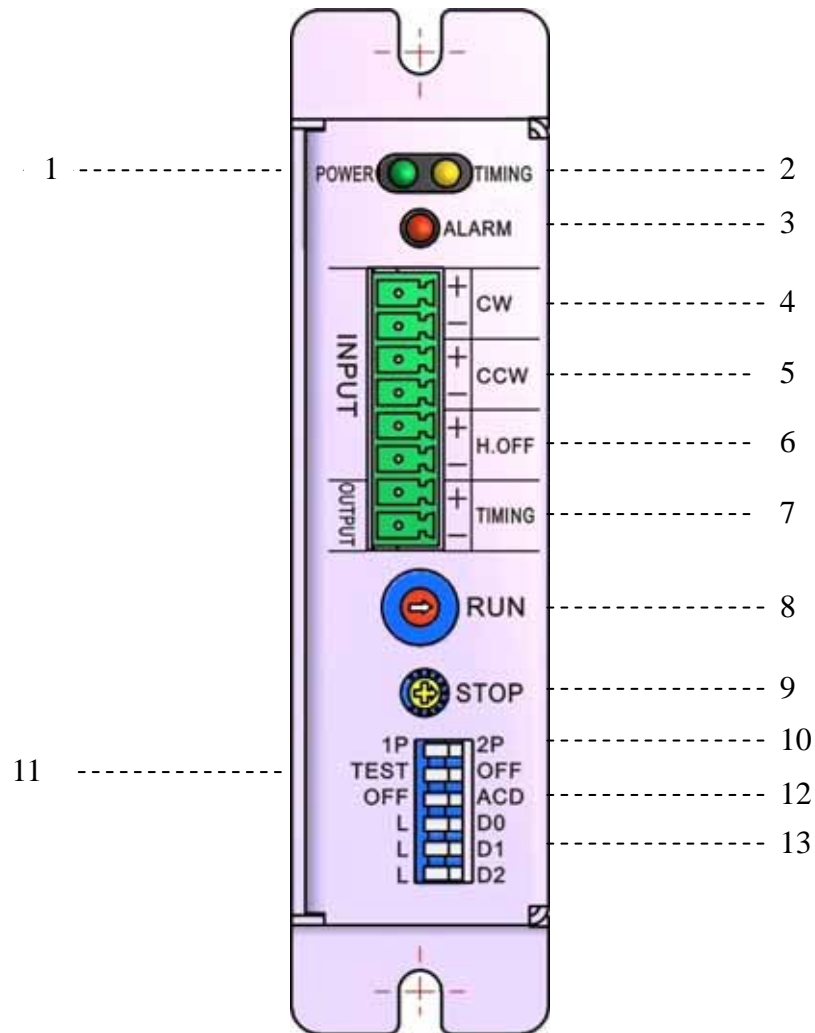 1 POWER TIMING 2
ALARM 3
INPUT
+ CW 4
−
+ CCW 5
−
+ H.OFF 6
−
OUTPUT
+ TIMING 7
−
RUN 8
STOP 9
1P 2P 10
11 TEST OFF
OFF ACD 12
L D0
L D1 13
L D2